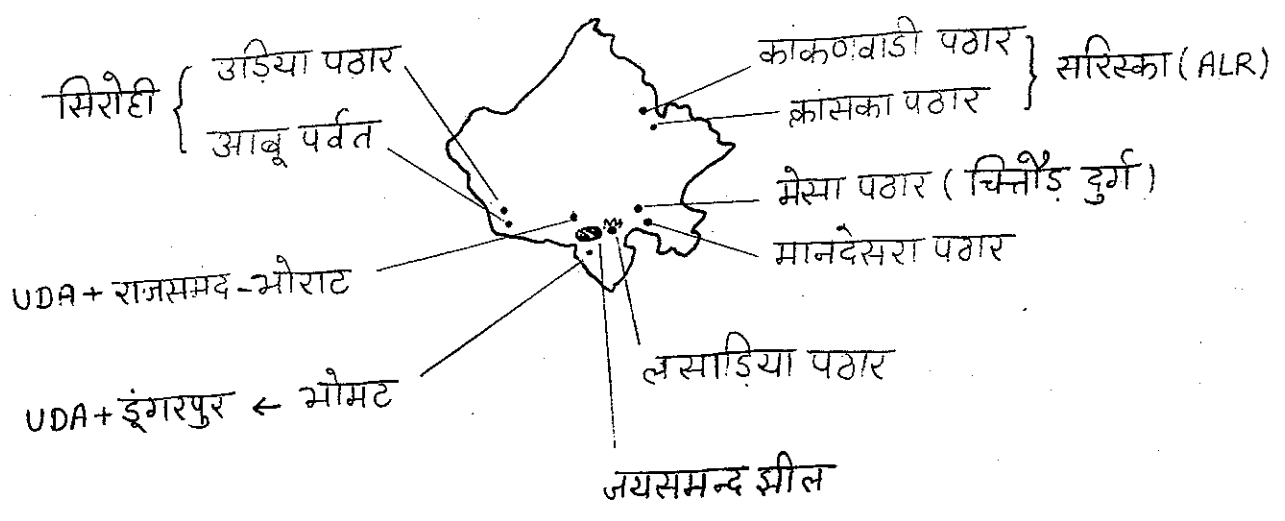 सिरोही { उड़िया पठार
आबू पर्वत
कांकणवाडी पठार } सरिस्का (ALR)
क्रांसका पठार
मेसा पठार (चित्तौड़ दुर्ग)
मानदेसरा पठार
UDA + राजसमंद - भोराट
लसाड़िया पठार
UDA + डूंगरपुर ← भोमट
जयसमन्द झील